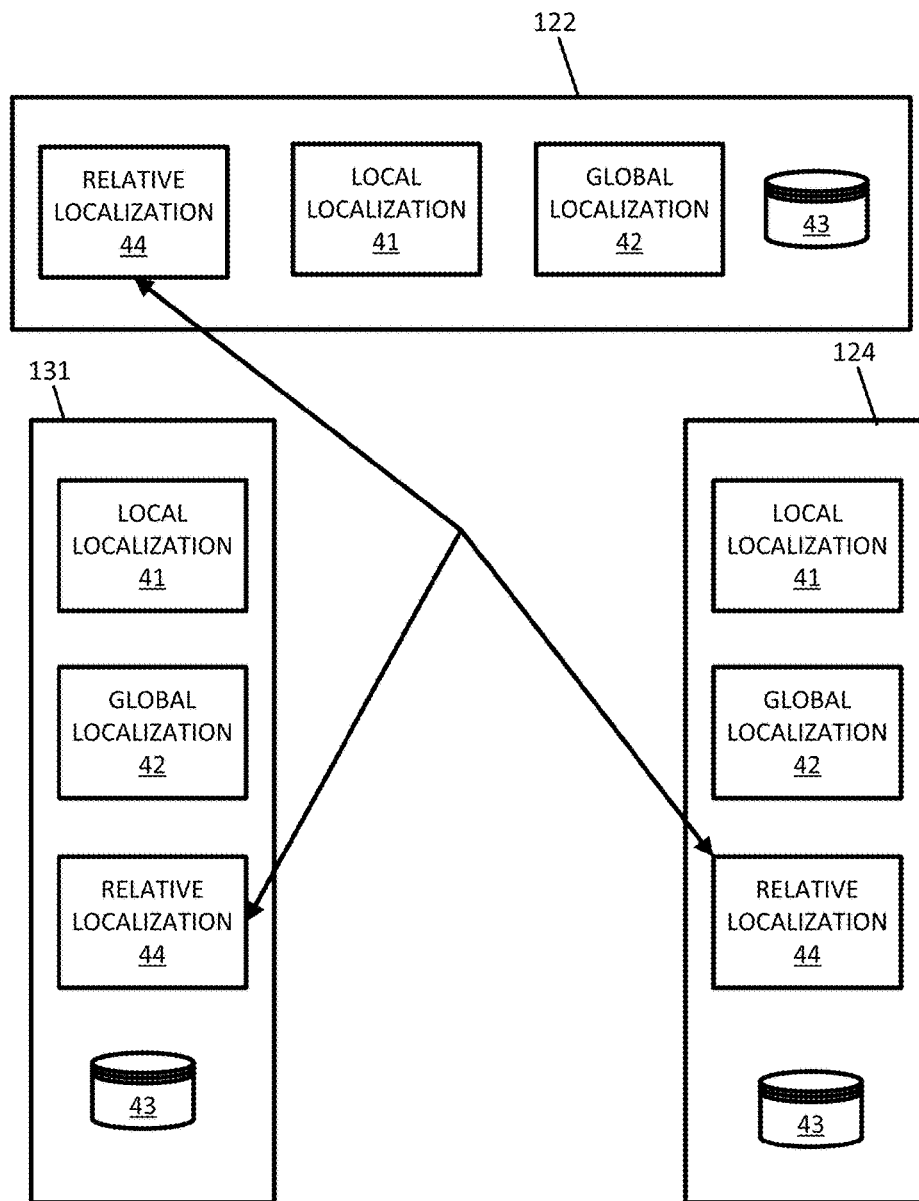 122
RELATIVE
LOCALIZATION
44
LOCAL
LOCALIZATION
41
GLOBAL
LOCALIZATION
42
43
131
LOCAL
LOCALIZATION
41
GLOBAL
LOCALIZATION
42
RELATIVE
LOCALIZATION
44
43
124
LOCAL
LOCALIZATION
41
GLOBAL
LOCALIZATION
42
RELATIVE
LOCALIZATION
44
43